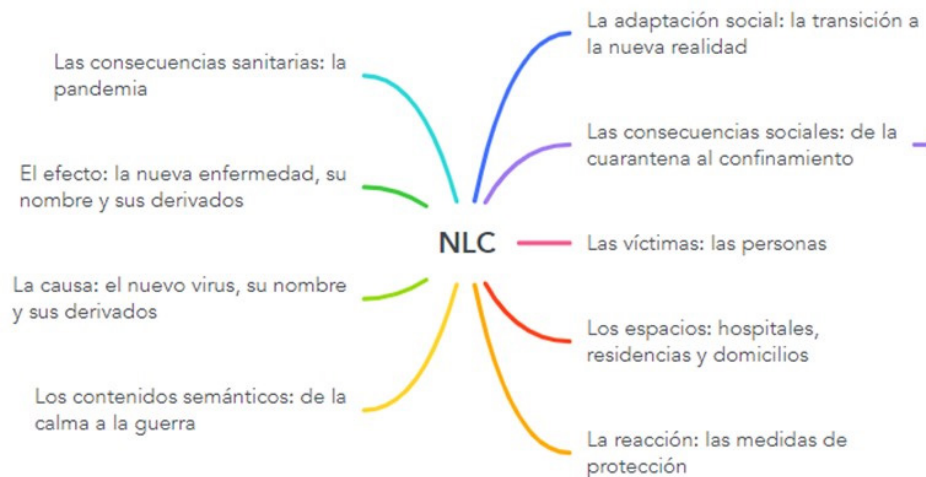 Las consecuencias sanitarias: la
pandemia
El efecto: la nueva enfermedad, su
nombre y sus derivados
La causa: el nuevo virus, su nombre
y sus derivados
Los contenidos semánticos: de la
calma a la guerra
NLC
La adaptación social: la transición a
la nueva realidad
Las consecuencias sociales: de la
cuarantena al confinamiento
Las víctimas: las personas
Los espacios: hospitales,
residencias y domicilios
La reacción: las medidas de
protección